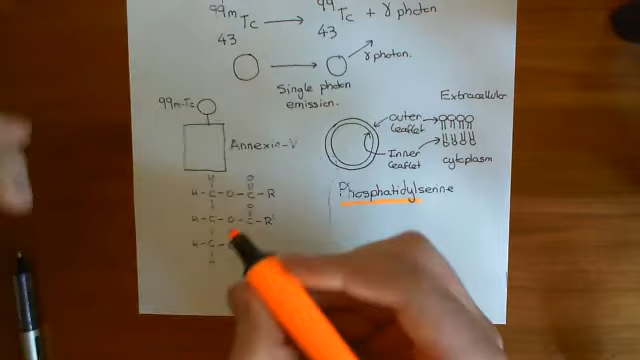 99m Tc → 99 Tc + γ photon
43 43
γ photon.
Single photon
emission.
99m-Tc
Annexin-V
outer
leaflet
Inner
leaflet
Extracellular
cytoplasm
Phosphatidylserine
H O
H-C-O-C-R
O
H-C-O-C-R'
H-C-
H